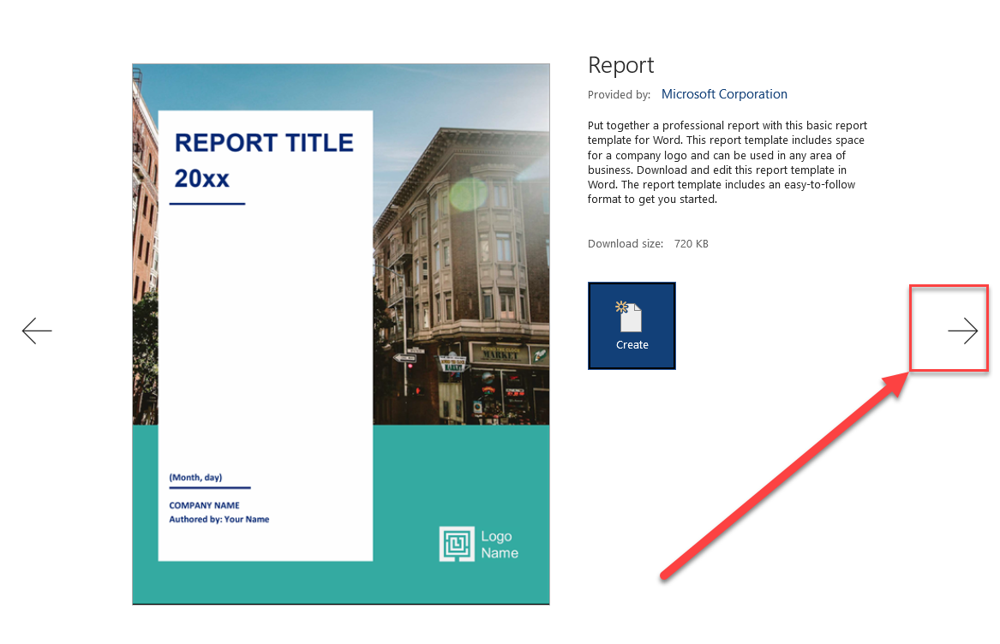 Report
Provided by: Microsoft Corporation
Put together a professional report with this basic report
template for Word. This report template includes space
for a company logo and can be used in any area of
business. Download and edit this report template in
Word. The report template includes an easy-to-follow
format to get you started.
Download size: 720 KB
Create
REPORT TITLE
20xx
MARKET
(Month, day)
COMPANY NAME
Authored by: Your Name
Logo
Name